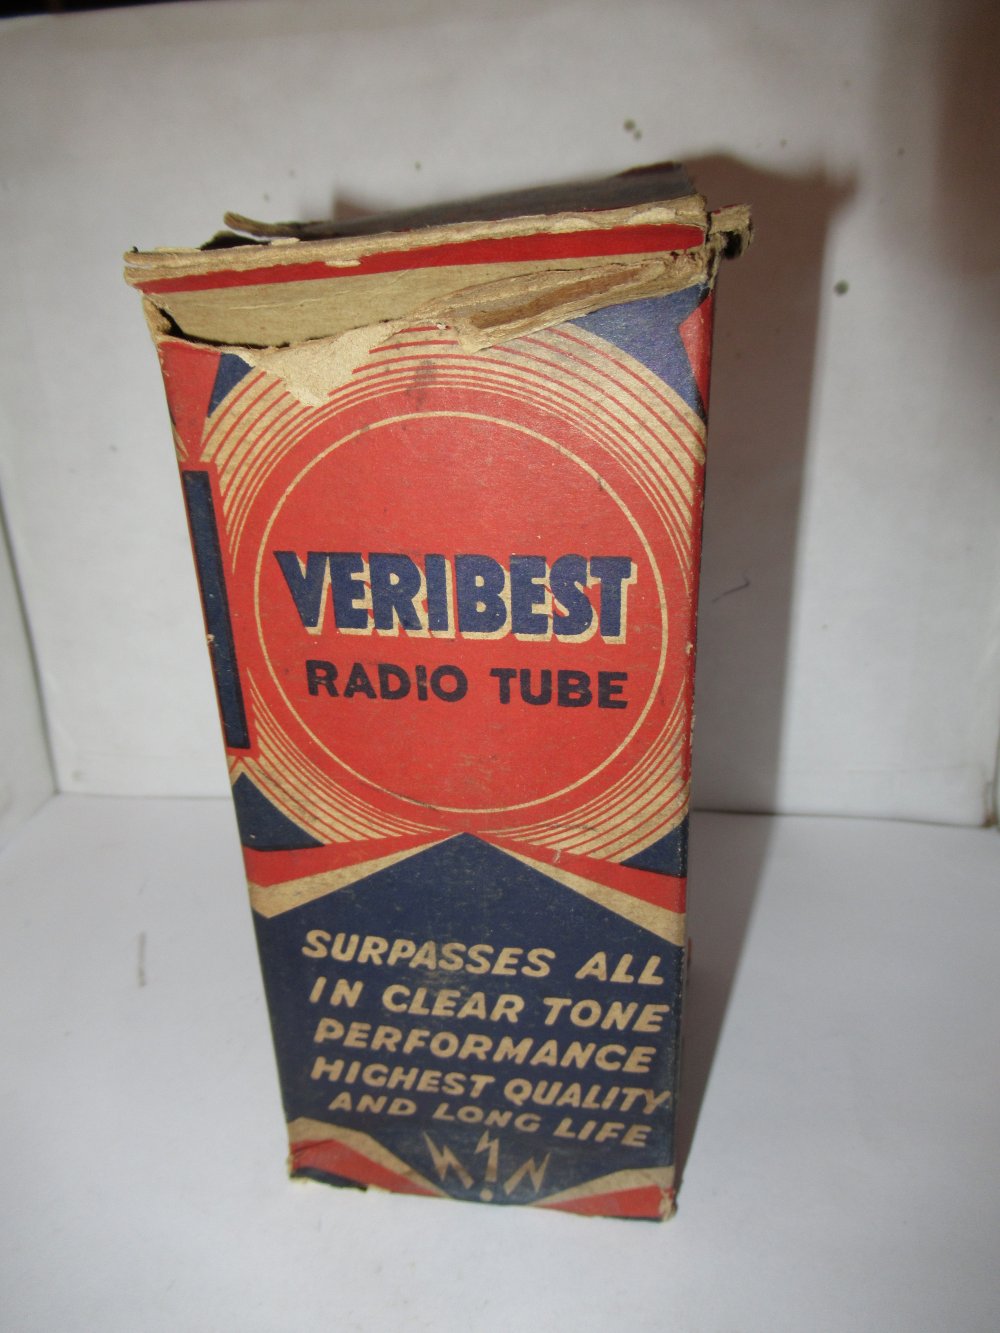 VERIBEST
RADIO TUBE
SURPASSES ALL
IN CLEAR TONE
PERFORMANCE
HIGHEST QUALITY
AND LONG LIFE